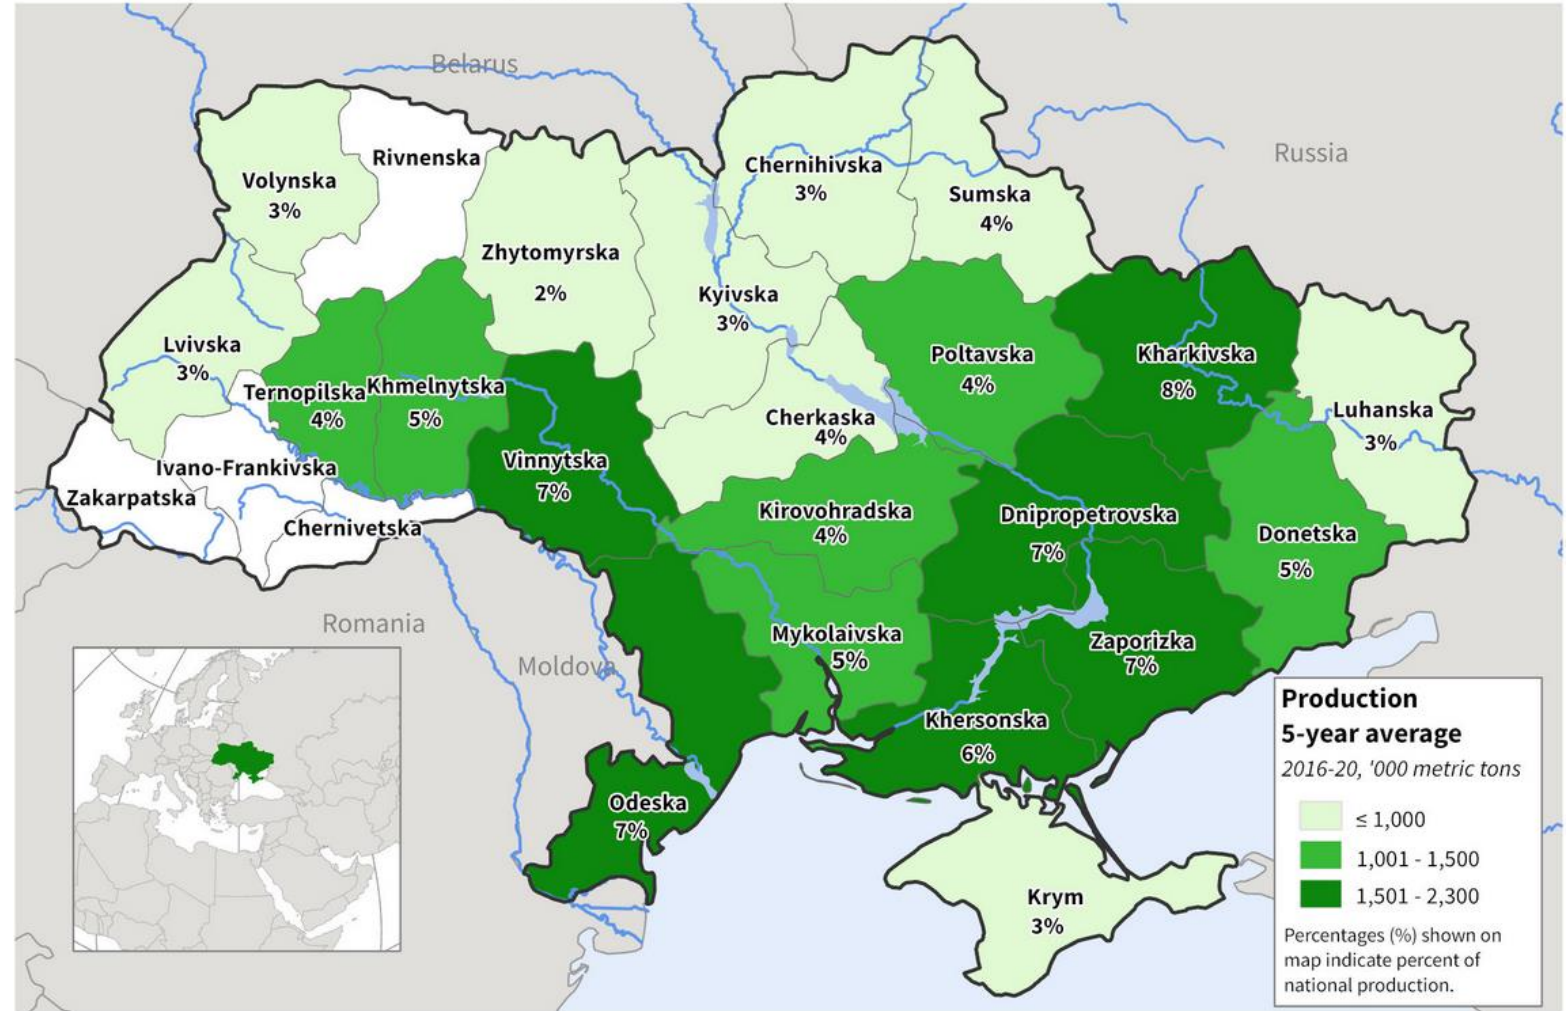 Belarus
Russia
Rivnenska
Volynska
3%
Chernihivska
3%
Sumska
4%
Zhytomyrska
2%
Kyivska
3%
Lvivska
3%
Poltavska
4%
Kharkivska
8%
Ternopilska
4%
Khmelnytska
5%
Cherkaska
4%
Luhanska
3%
Vinnytska
7%
Ivano-Frankivska
Zakarpatska
Chernivetska
Kirovohradska
4%
Dnipropetrovska
7%
Donetska
5%
Romania
Moldova
Mykolaivska
5%
Zaporizka
7%
Khersonska
6%
Odeska
7%
Krym
3%
Production
5-year average
2016-20, '000 metric tons
≤ 1,000
1,001 - 1,500
1,501 - 2,300
Percentages (%) shown on
map indicate percent of
national production.